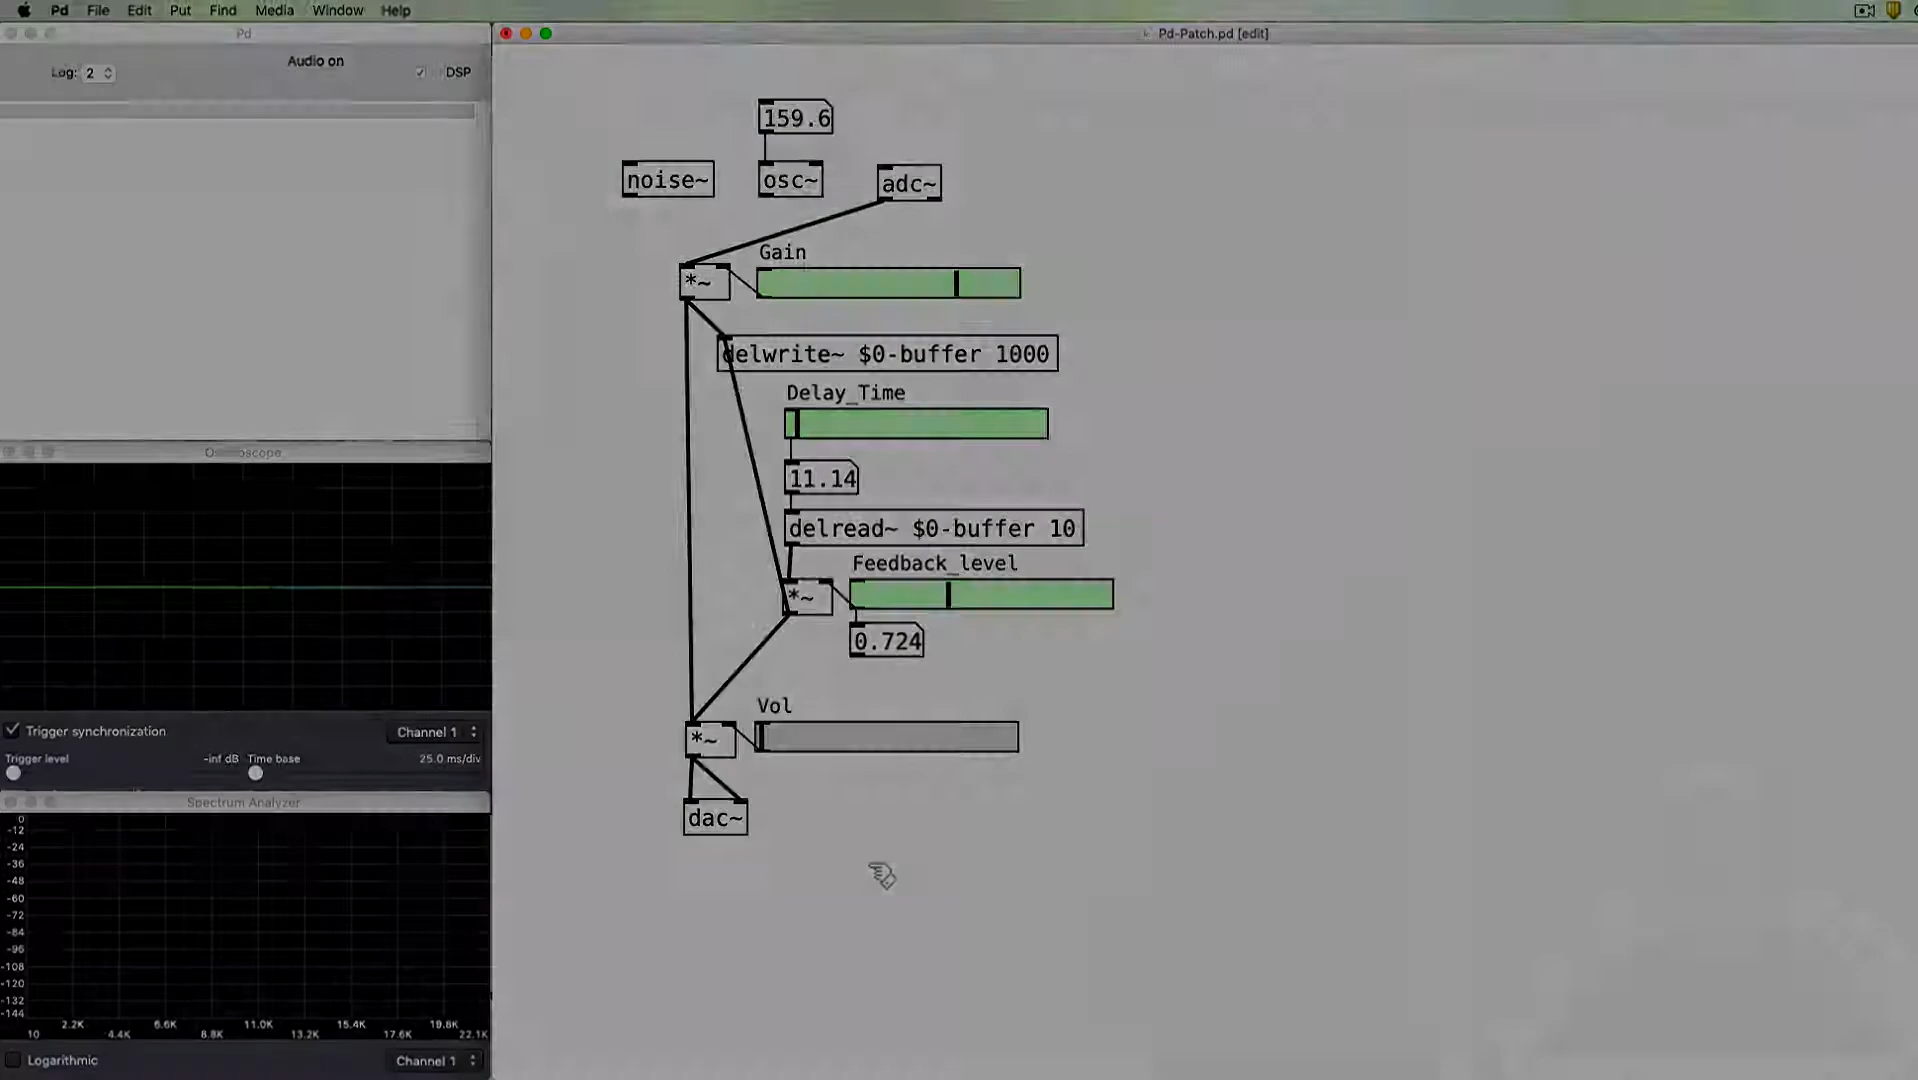 Pd File Edit Put Find Media Window Help
Pd
Pd-Patch.pd [edit]
Audio on
Log: 2
DSP
159.6
noise~
osc~
adc~
Gain
*~
delwrite~ $0-buffer 1000
Delay_Time
11.14
delread~ $0-buffer 10
Feedback_level
*~
0.724
Vol
*~
dac~
Oscilloscope
Trigger synchronization
Channel 1
Trigger level
-inf dB
Time base
25.0 ms/div
Spectrum Analyzer
0
-12
-24
-36
-48
-60
-72
-84
-96
-108
-120
-132
-144
10 2.2K 4.4K 6.6K 8.8K 11.0K 13.2K 15.4K 17.6K 19.8K 22.1K
Logarithmic
Channel 1